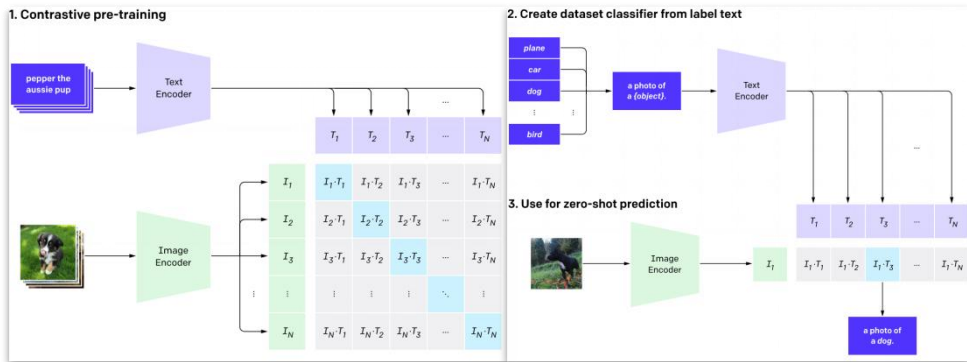 1. Contrastive pre-training
pepper the
aussie pup
Text
Encoder
...
T1 T2 T3 ... TN
I1 I1·T1 I1·T2 I1·T3 ... I1·TN
I2 I2·T1 I2·T2 I2·T3 ... I2·TN
I3 I3·T1 I3·T2 I3·T3 ... I3·TN
Image
Encoder
⋮ ⋮ ⋮ ⋮ ⋱ ⋮
IN IN·T1 IN·T2 IN·T3 ... IN·TN
2. Create dataset classifier from label text
plane
car
dog
⋮ ⋮
bird
a photo of
a {object}.
Text
Encoder
...
3. Use for zero-shot prediction
T1 T2 T3 ... TN
Image
Encoder
I1 I1·T1 I1·T2 I1·T3 ... I1·TN
a photo of
a dog.